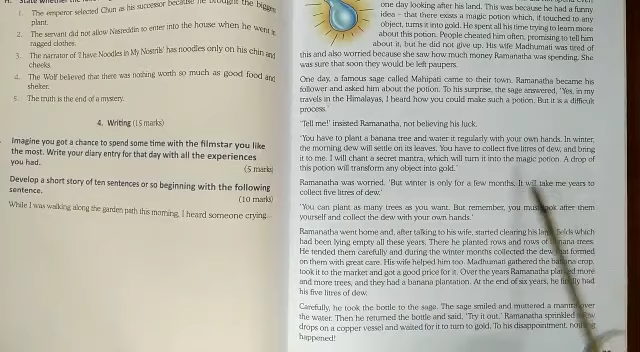 H. State whether the
1. The emperor selected Chun as his successor because he brought the biggest
plant.
2. The servant did not allow Nasreddin to enter into the house when he went in
ragged clothes.
3. The narrator of 'I have Noodles in My Nostrils' has noodles only on his chin and
cheeks.
4. The Wolf believed that there was nothing worth so much as good food and
shelter.
5. The truth is the end of a mystery.
4. Writing (15 marks)
Imagine you got a chance to spend some time with the filmstar you like
the most. Write your diary entry for that day with all the experiences
you had.
(5 marks)
Develop a short story of ten sentences or so beginning with the following
sentence.
(10 marks)
While I was walking along the garden path this morning, I heard someone crying
one day looking after his land. This was because he had a funny
idea – that there exists a magic potion which, if touched to any
object, turns it into gold. He spent all his time trying to learn more
about this potion. People cheated him often, promising to tell him
about it, but he did not give up. His wife Madhumati was tired of
this and also worried because she saw how much money Ramanatha was spending. She
was sure that soon they would be left paupers.
One day, a famous sage called Mahipati came to their town. Ramanatha became his
follower and asked him about the potion. To his surprise, the sage answered, 'Yes, in my
travels in the Himalayas, I heard how you could make such a potion. But it is a difficult
process.'
'Tell me!' insisted Ramanatha, not believing his luck.
'You have to plant a banana tree and water it regularly with your own hands. In winter,
the morning dew will settle on its leaves. You have to collect five litres of dew, and bring
it to me. I will chant a secret mantra, which will turn it into the magic potion. A drop of
this potion will transform any object into gold.'
Ramanatha was worried. 'But winter is only for a few months. It will take me years to
collect five litres of dew.'
'You can plant as many trees as you want. But remember, you must look after them
yourself and collect the dew with your own hands.'
Ramanatha went home and, after talking to his wife, started clearing his large fields which
had been lying empty all these years. There he planted rows and rows of banana trees.
He tended them carefully and during the winter months collected the dew that formed
on them with great care. His wife helped him too. Madhumati gathered the banana crop,
took it to the market and got a good price for it. Over the years Ramanatha planted more
and more trees, and they had a banana plantation. At the end of six years, he finally had
his five litres of dew.
Carefully, he took the bottle to the sage. The sage smiled and muttered a mantra over
the water. Then he returned the bottle and said, 'Try it out.' Ramanatha sprinkled a few
drops on a copper vessel and waited for it to turn to gold. To his disappointment, nothing
happened!